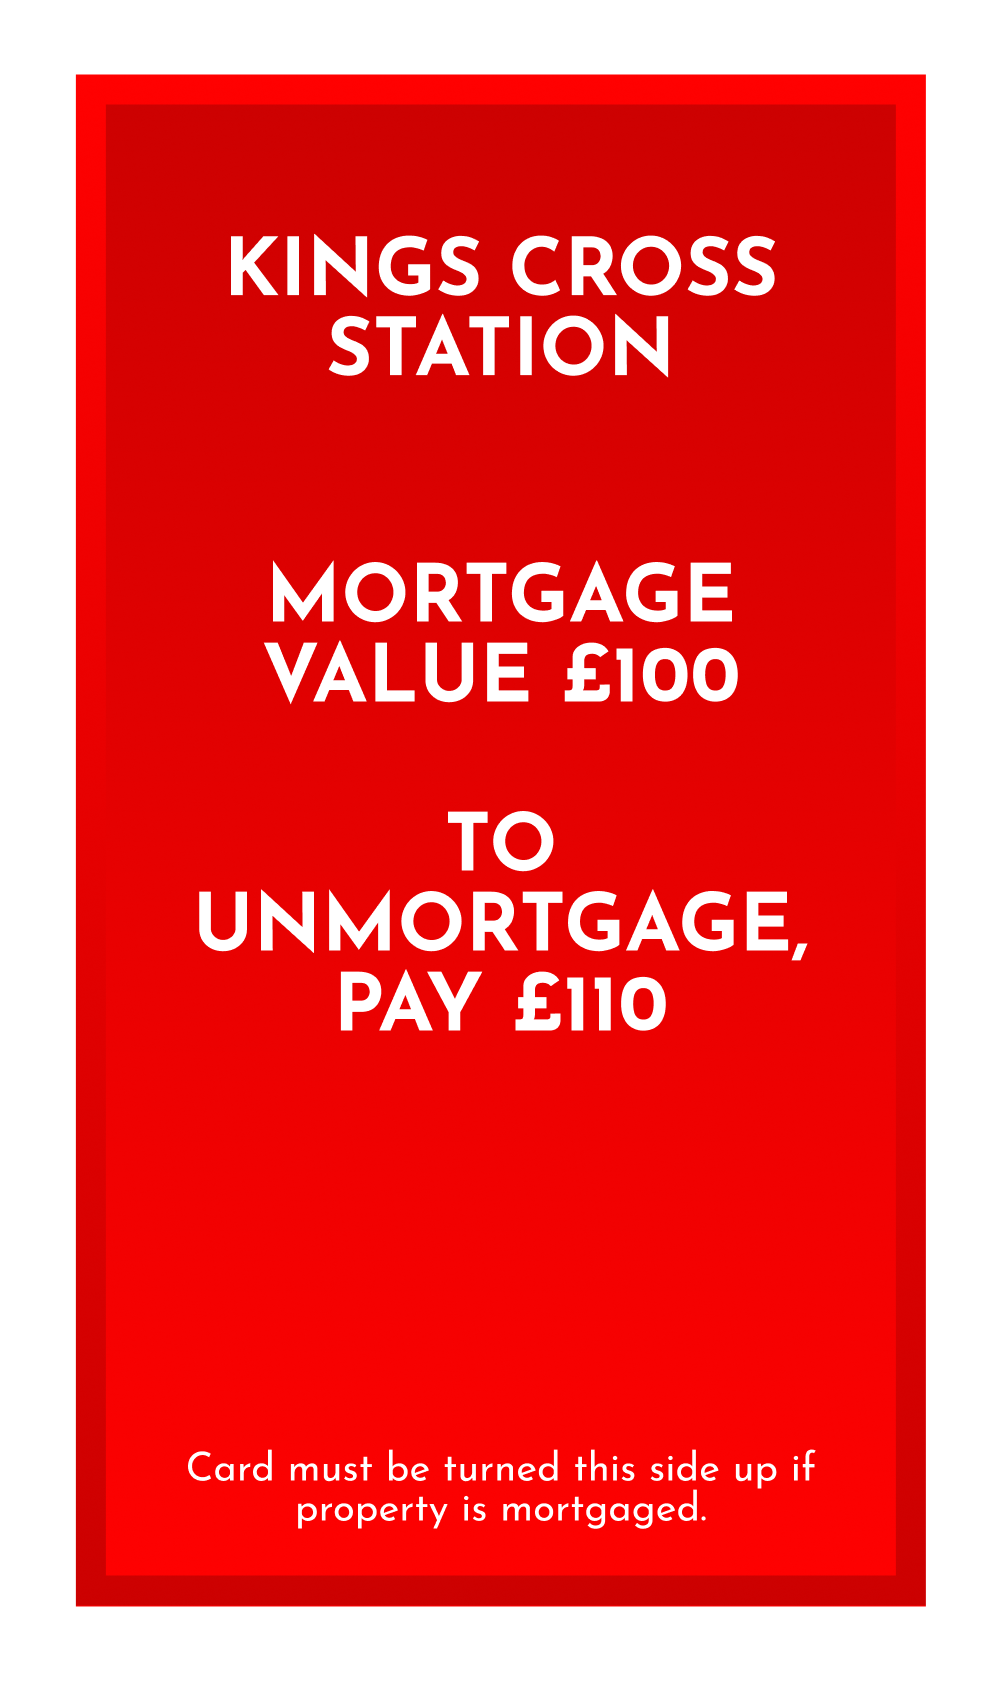 KINGS CROSS
STATION
MORTGAGE
VALUE £100
TO
UNMORTGAGE,
PAY £110
Card must be turned this side up if
property is mortgaged.